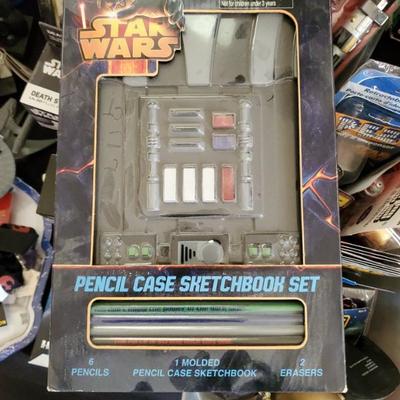 Not for children under 3 years
STAR
WARS
DEATH S
PENCIL CASE SKETCHBOOK SET
6
PENCILS
1 MOLDED
PENCIL CASE SKETCHBOOK
2
ERASERS